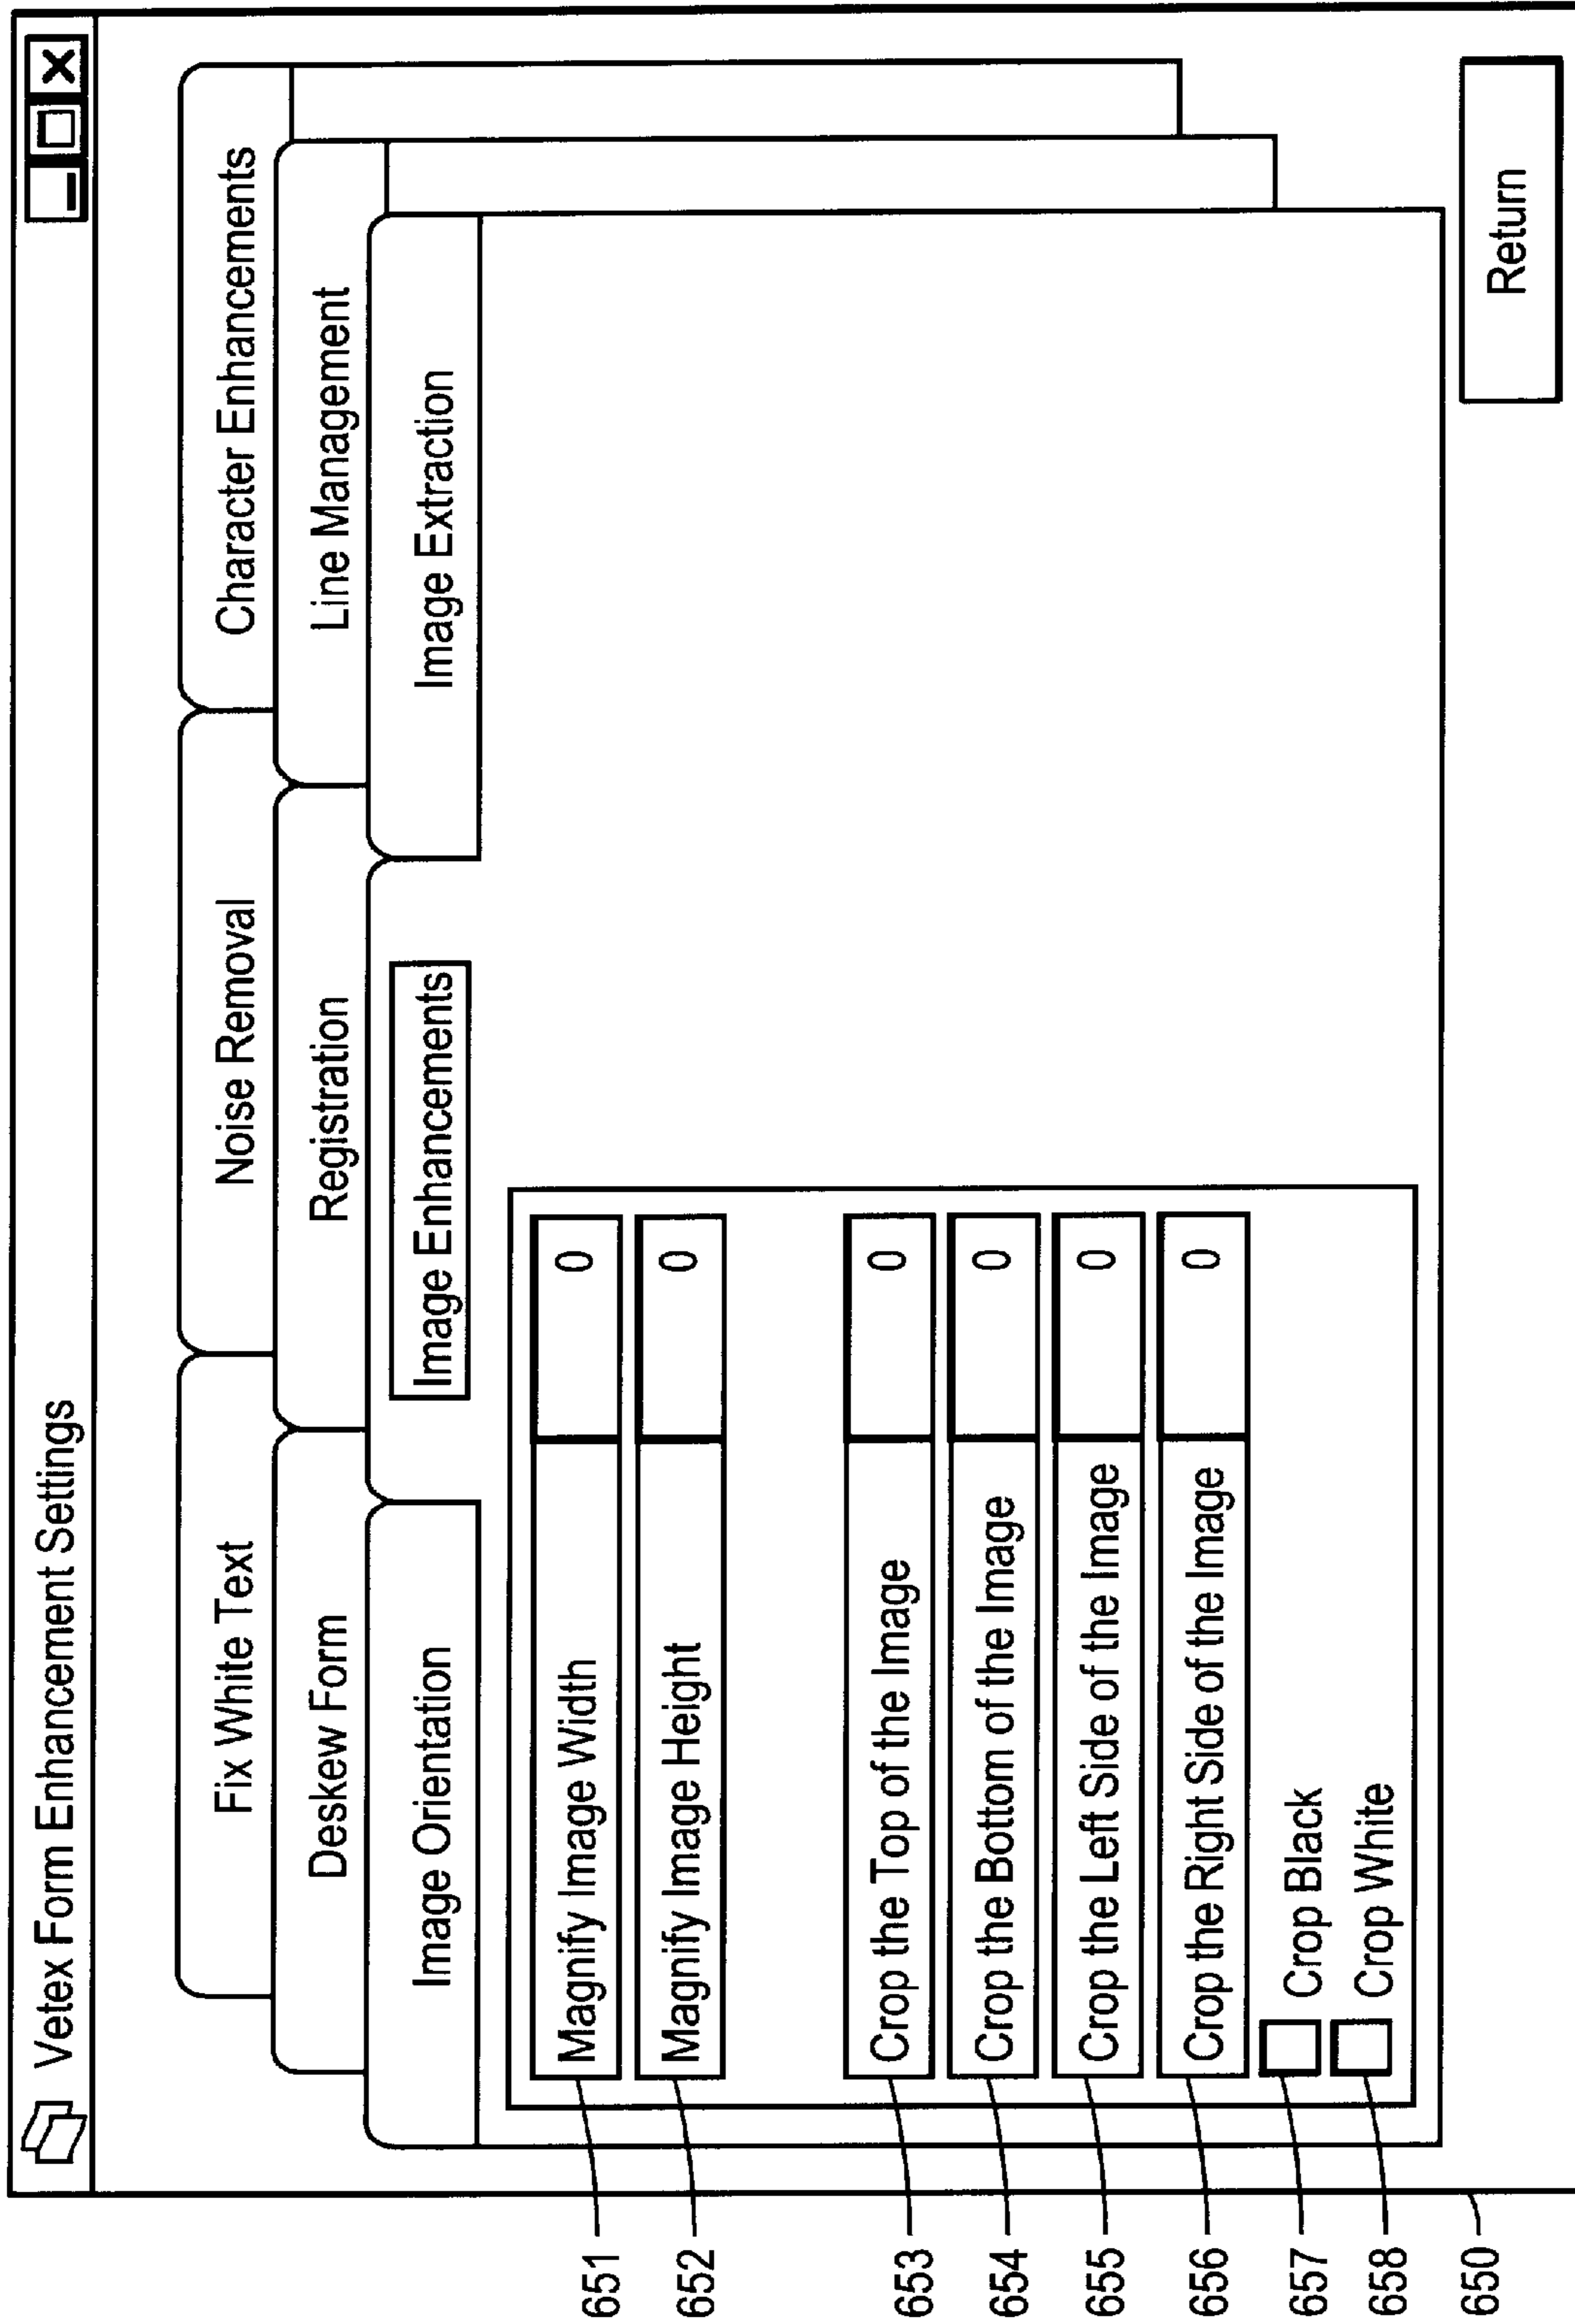 Vetex Form Enhancement Settings
Fix White Text
Noise Removal
Character Enhancements
Deskew Form
Registration
Line Management
Image Orientation
Image Enhancements
Image Extraction
651
Magnify Image Width 0
652
Magnify Image Height 0
653
Crop the Top of the Image 0
654
Crop the Bottom of the Image 0
655
Crop the Left Side of the Image 0
656
Crop the Right Side of the Image 0
657
Crop Black
658
Crop White
650
Return